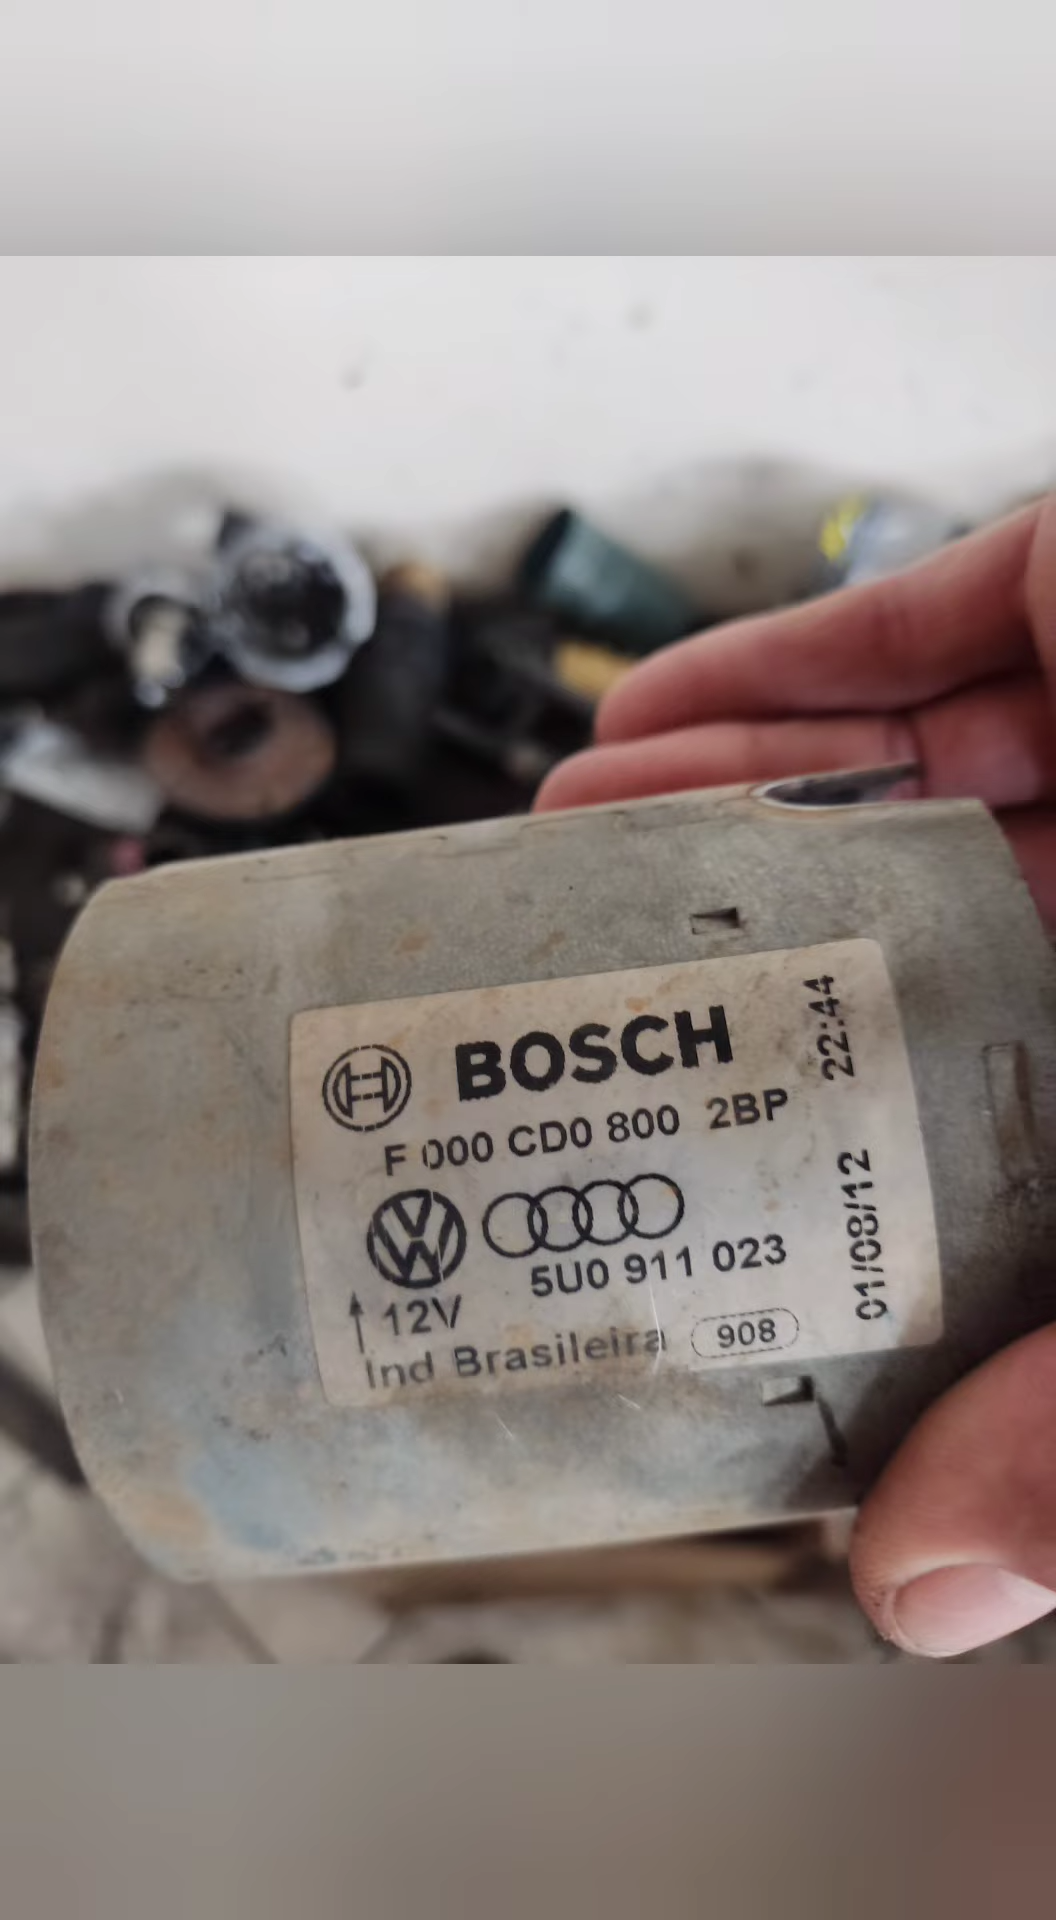 BOSCH
F 000 CD0 800 2BP
5U0 911 023
12V
Ind Brasileira 908
22:44
01/08/12